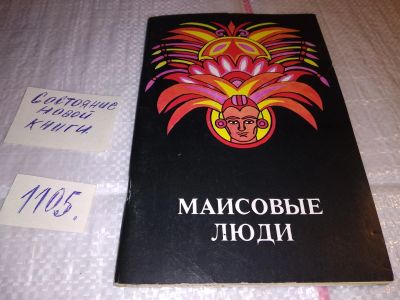 Состояние
новой
книги
1105.
МАИСОВЫЕ
ЛЮДИ